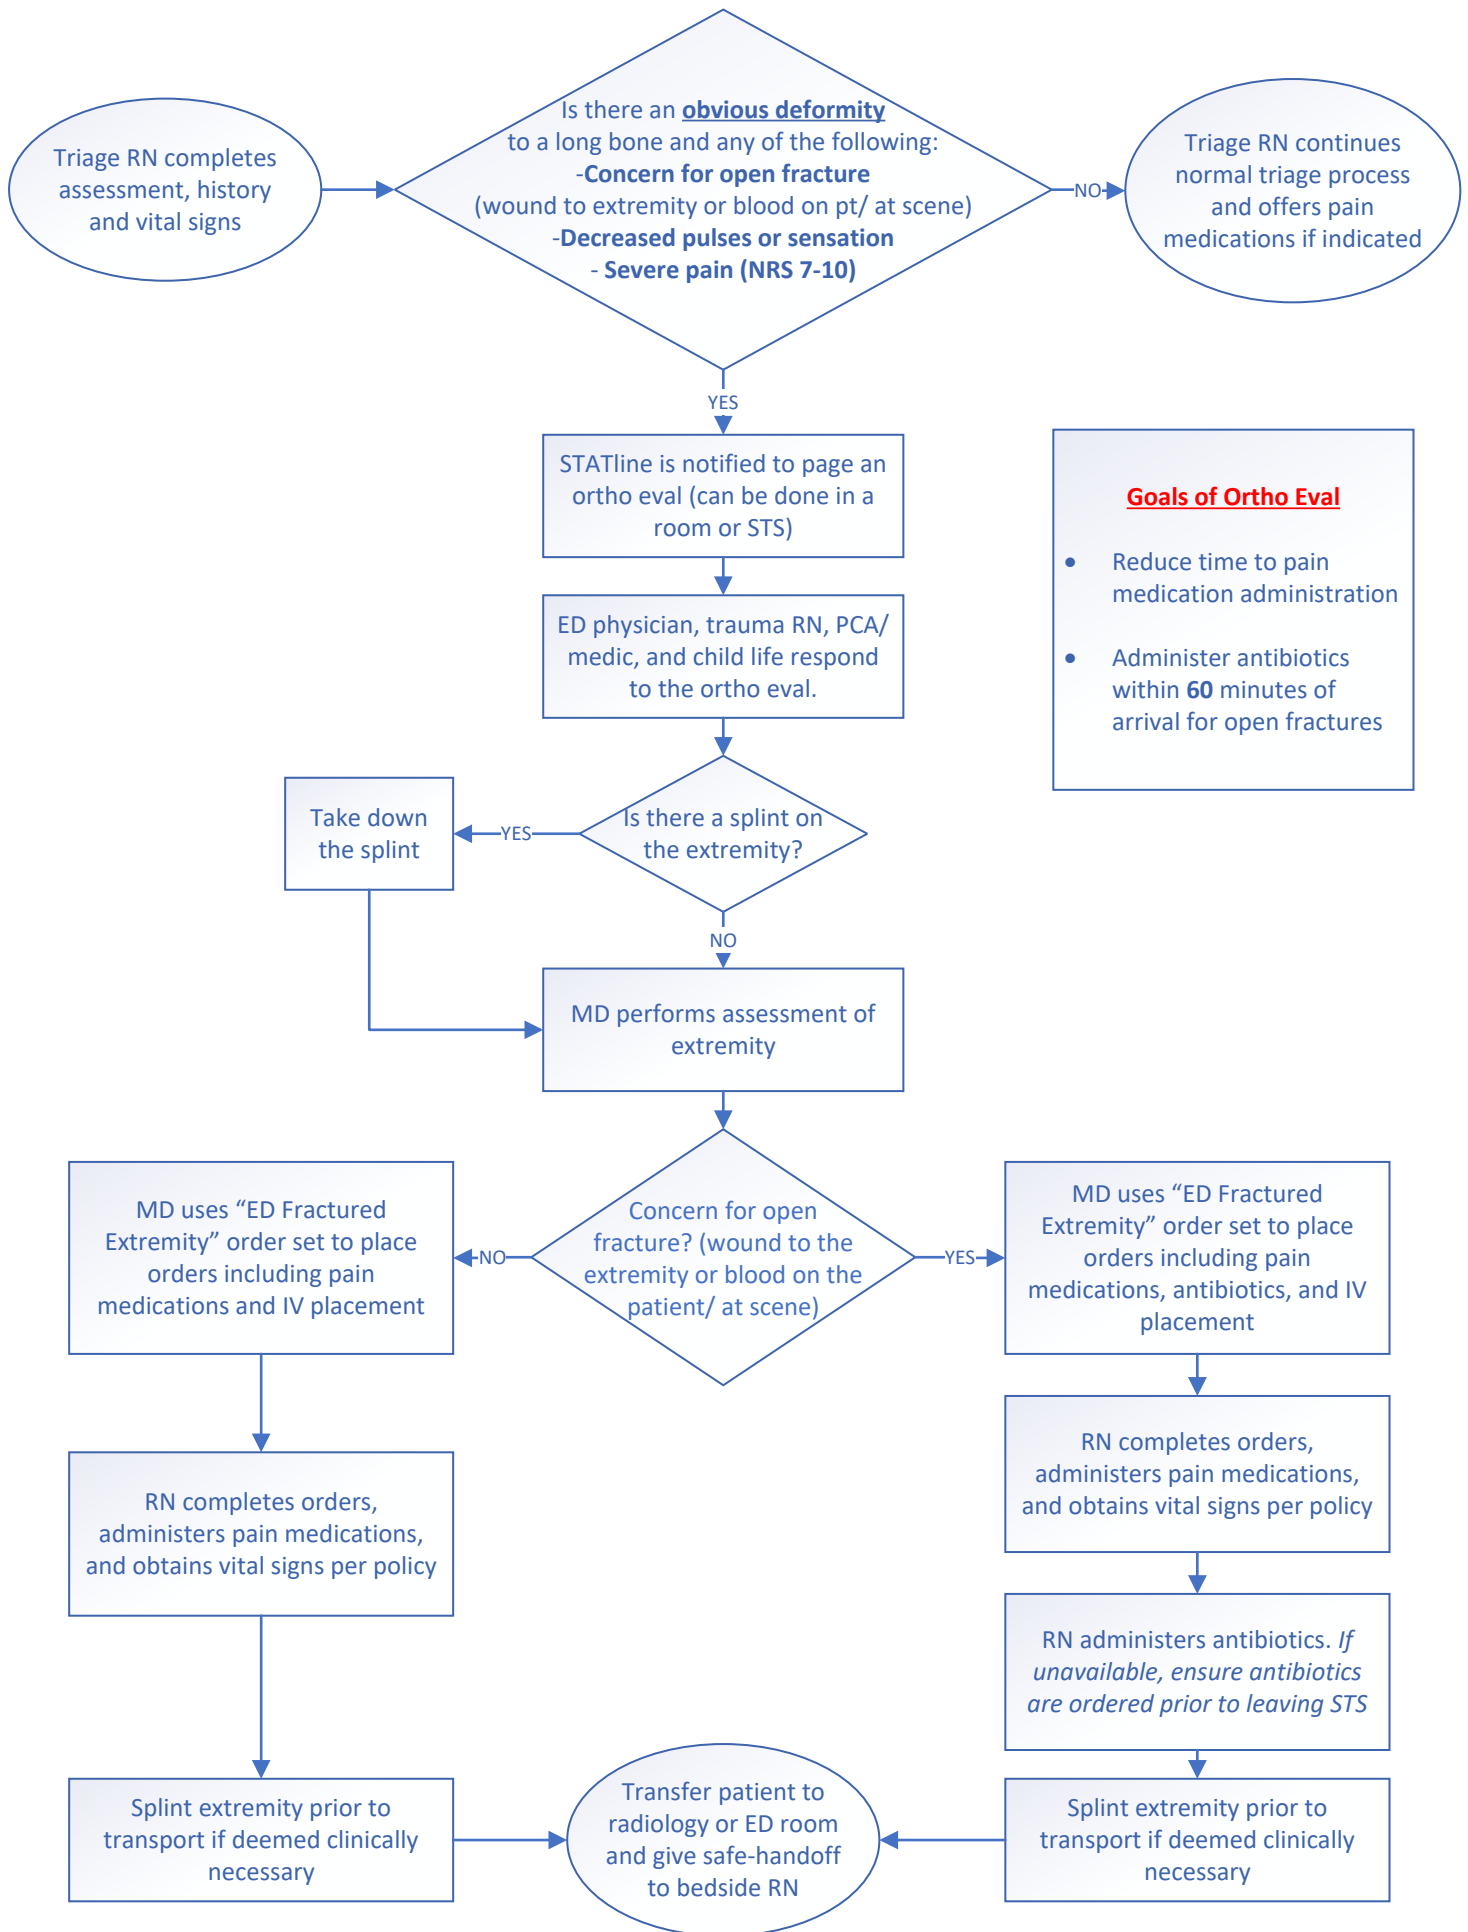 Triage RN completes
assessment, history
and vital signs
Is there an obvious deformity
to a long bone and any of the following:
-Concern for open fracture
(wound to extremity or blood on pt/ at scene)
-Decreased pulses or sensation
- Severe pain (NRS 7-10)
NO
Triage RN continues
normal triage process
and offers pain
medications if indicated
YES
STATline is notified to page an
ortho eval (can be done in a
room or STS)
Goals of Ortho Eval
• Reduce time to pain
medication administration
• Administer antibiotics
within 60 minutes of
arrival for open fractures
ED physician, trauma RN, PCA/
medic, and child life respond
to the ortho eval.
Is there a splint on
the extremity?
YES
Take down
the splint
NO
MD performs assessment of
extremity
Concern for open
fracture? (wound to the
extremity or blood on the
patient/ at scene)
NO
MD uses “ED Fractured
Extremity” order set to place
orders including pain
medications and IV placement
YES
MD uses “ED Fractured
Extremity” order set to place
orders including pain
medications, antibiotics, and IV
placement
RN completes orders,
administers pain medications,
and obtains vital signs per policy
RN completes orders,
administers pain medications,
and obtains vital signs per policy
RN administers antibiotics. If
unavailable, ensure antibiotics
are ordered prior to leaving STS
Splint extremity prior to
transport if deemed clinically
necessary
Transfer patient to
radiology or ED room
and give safe-handoff
to bedside RN
Splint extremity prior to
transport if deemed clinically
necessary